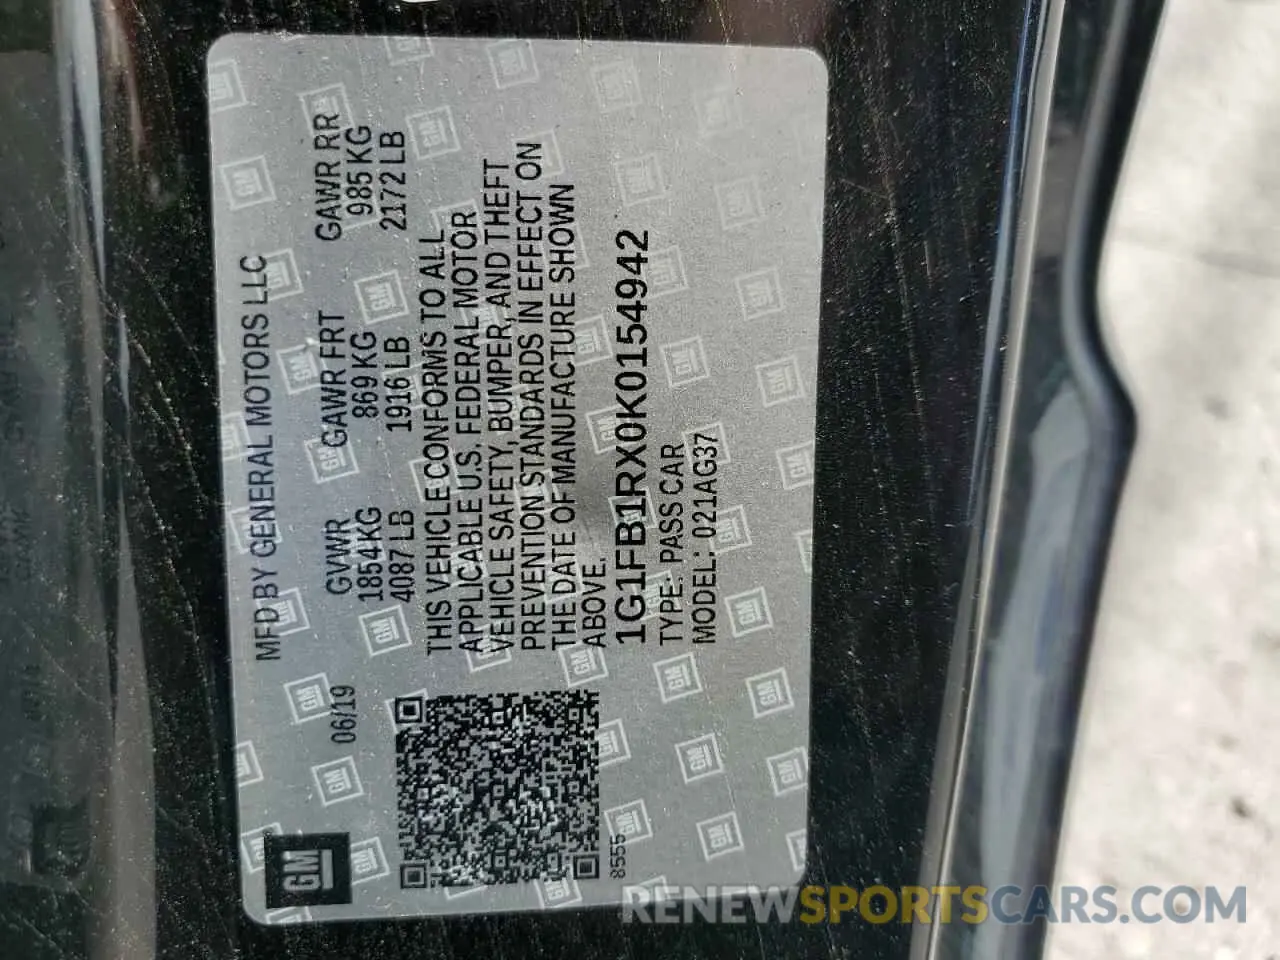 MFD BY GENERAL MOTORS LLC
06/19
GVWR GAWR FRT GAWR RR
1854 KG 869 KG 985 KG
4087 LB 1916 LB 2172 LB
THIS VEHICLE CONFORMS TO ALL
APPLICABLE U.S. FEDERAL MOTOR
VEHICLE SAFETY, BUMPER, AND THEFT
PREVENTION STANDARDS IN EFFECT ON
THE DATE OF MANUFACTURE SHOWN
ABOVE.
1G1FB1RX0K0154942
TYPE: PASS CAR
MODEL: 021AG37
GM
8555
RENEWSPORTSCARS.COM